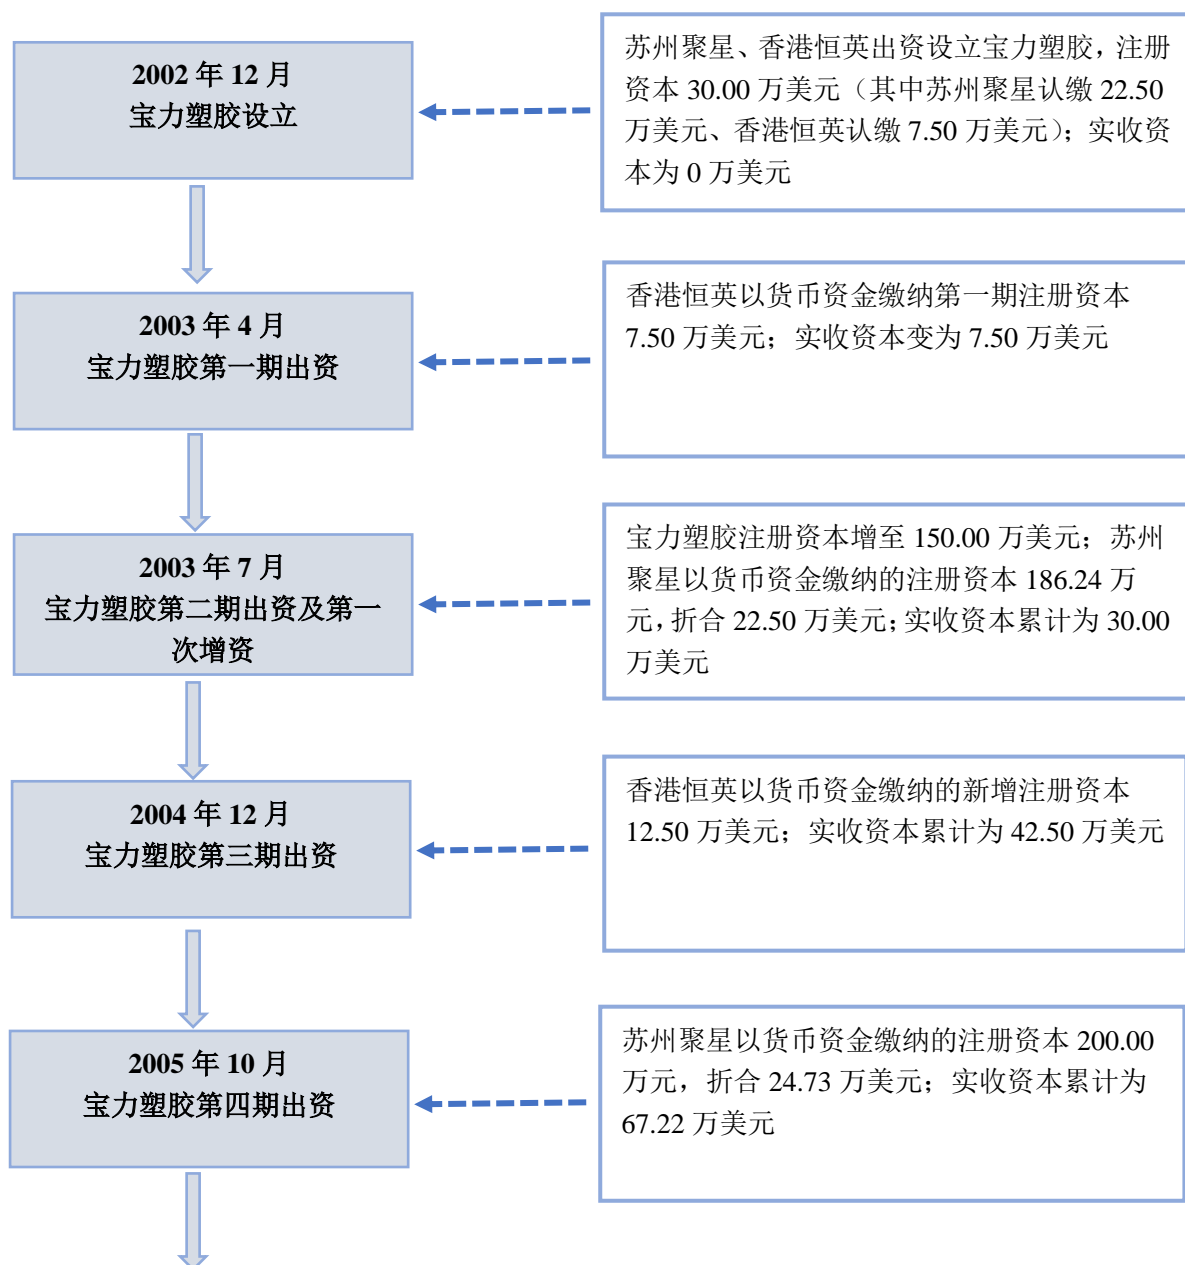 2002 年 12 月
宝力塑胶设立
苏州聚星、香港恒英出资设立宝力塑胶，注册
资本 30.00 万美元（其中苏州聚星认缴 22.50
万美元、香港恒英认缴 7.50 万美元）；实收资
本为 0 万美元
2003 年 4 月
宝力塑胶第一期出资
香港恒英以货币资金缴纳第一期注册资本
7.50 万美元；实收资本变为 7.50 万美元
2003 年 7 月
宝力塑胶第二期出资及第一
次增资
宝力塑胶注册资本增至 150.00 万美元；苏州
聚星以货币资金缴纳的注册资本 186.24 万
元，折合 22.50 万美元；实收资本累计为 30.00
万美元
2004 年 12 月
宝力塑胶第三期出资
香港恒英以货币资金缴纳的新增注册资本
12.50 万美元；实收资本累计为 42.50 万美元
2005 年 10 月
宝力塑胶第四期出资
苏州聚星以货币资金缴纳的注册资本 200.00
万元，折合 24.73 万美元；实收资本累计为
67.22 万美元